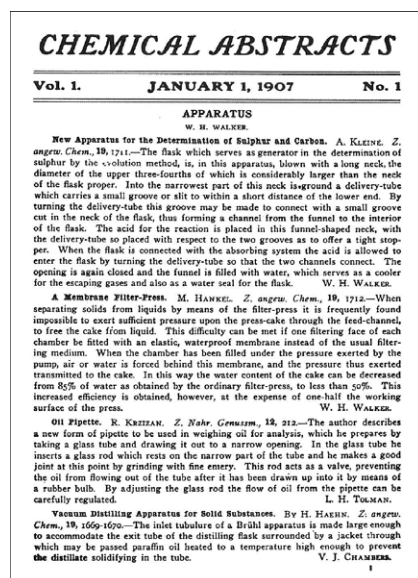 CHEMICAL ABSTRACTS
Vol. 1. JANUARY 1, 1907 No. 1
APPARATUS
W. H. WALKER.
New Apparatus for the Determination of Sulphur and Carbon. A. KLEINE. Z.
angew. Chem., 19, 1711.—The flask which serves as generator in the determination of
sulphur by the evolution method, is, in this apparatus, blown with a long neck, the
diameter of the upper three-fourths of which is considerably larger than the neck
of the flask proper. Into the narrowest part of this neck is ground a delivery-tube
which carries a small groove or slit to within a short distance of the lower end. By
turning the delivery-tube this groove may be made to connect with a small groove
cut in the neck of the flask, thus forming a channel from the funnel to the interior
of the flask. The acid for the reaction is placed in this funnel-shaped neck, with
the delivery-tube so placed with respect to the two grooves as to offer a tight stop-
per. When the flask is connected with the absorbing system the acid is allowed to
enter the flask by turning the delivery-tube so that the two channels connect. The
opening is again closed and the funnel is filled with water, which serves as a cooler
for the escaping gases and also as a water seal for the flask. W. H. WALKER.
A Membrane Filter-Press. M. HANKEL. Z. angew. Chem., 19, 1712.—When
separating solids from liquids by means of the filter-press it is frequently found
impossible to exert sufficient pressure upon the press-cake through the feed-channel,
to free the cake from liquid. This difficulty can be met if one filtering face of each
chamber be fitted with an elastic, waterproof membrane instead of the usual filter-
ing medium. When the chamber has been filled under the pressure exerted by the
pump, air or water is forced behind this membrane, and the pressure thus exerted
transmitted to the cake. In this way the water content of the cake can be decreased
from 85% of water as obtained by the ordinary filter-press, to less than 50%. This
increased efficiency is obtained, however, at the expense of one-half the working
surface of the press. W. H. WALKER.
Oil Pipette. R. KRZIZAN. Z. Nahr. Genussm., 12, 212.—The author describes
a new form of pipette to be used in weighing oil for analysis, which he prepares by
taking a glass tube and drawing it out to a narrow opening. In the glass tube he
inserts a glass rod which rests on the narrow part of the tube and he makes a good
joint at this point by grinding with fine emery. This rod acts as a valve, preventing
the oil from flowing out of the tube after it has been drawn up into it by means of
a rubber bulb. By adjusting the glass rod the flow of oil from the pipette can be
carefully regulated. L. H. TOLMAN.
Vacuum Distilling Apparatus for Solid Substances. BY H. HAEHN. Z. angew.
Chem., 19, 1669-1670.—The inlet tubulure of a Brühl apparatus is made large enough
to accommodate the exit tube of the distilling flask surrounded by a jacket through
which may be passed paraffin oil heated to a temperature high enough to prevent
the distillate solidifying in the tube. V. J. CHAMBERS.
1